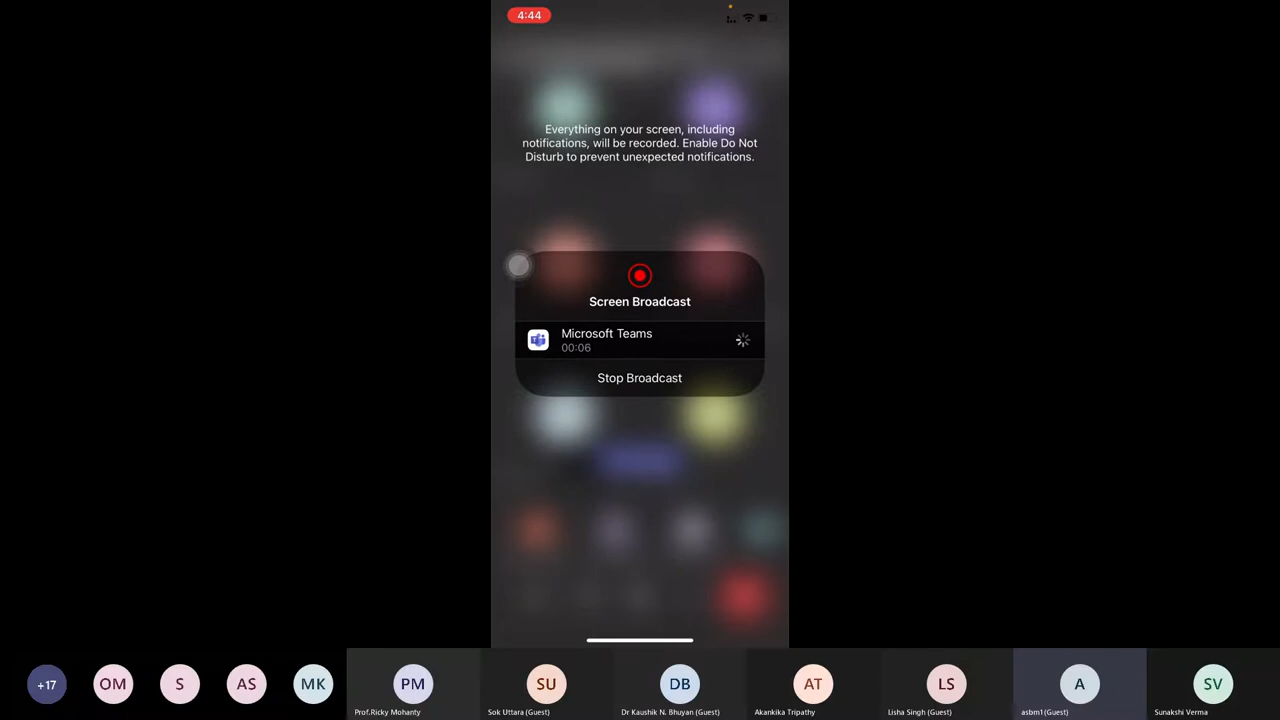 4:44
Everything on your screen, including
notifications, will be recorded. Enable Do Not
Disturb to prevent unexpected notifications.
Screen Broadcast
Microsoft Teams
00:06
Stop Broadcast
+17
OM
S
AS
MK
PM
SU
DB
AT
LS
A
SV
Prof.Ricky Mohanty
Sok Uttara (Guest)
Dr Kaushik N. Bhuyan (Guest)
Akankika Tripathy
Lisha Singh (Guest)
asbm1(Guest)
Sunakshi Verma